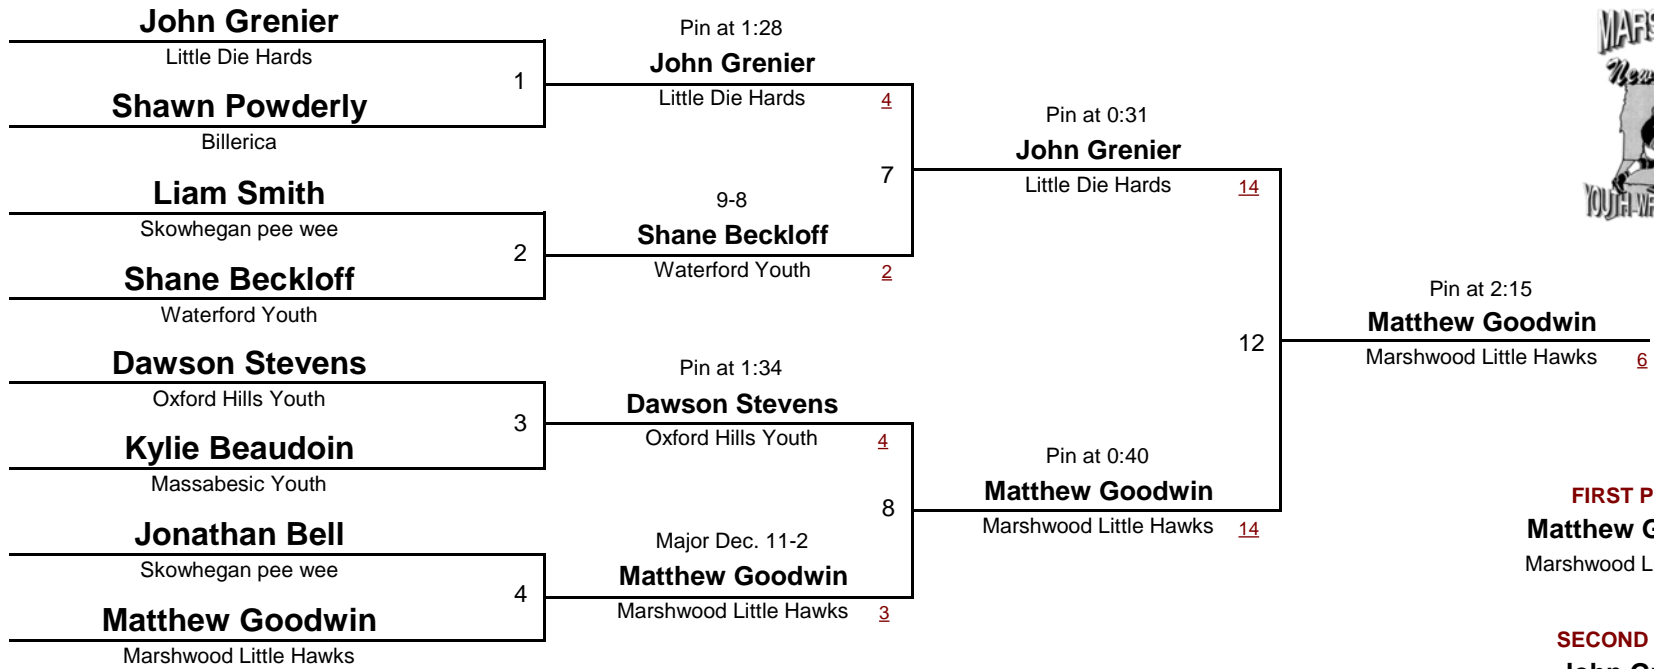 John Grenier
Little Die Hards
1
Shawn Powderly
Billerica
Liam Smith
Skowhegan pee wee
2
Shane Beckloff
Waterford Youth
Dawson Stevens
Oxford Hills Youth
3
Kylie Beaudoin
Massabesic Youth
Jonathan Bell
Skowhegan pee wee
4
Matthew Goodwin
Marshwood Little Hawks
Pin at 1:28
John Grenier
Little Die Hards 4
7
9-8
Shane Beckloff
Waterford Youth 2
Pin at 1:34
Dawson Stevens
Oxford Hills Youth 4
8
Major Dec. 11-2
Matthew Goodwin
Marshwood Little Hawks 3
Pin at 0:31
John Grenier
Little Die Hards 14
12
Pin at 0:40
Matthew Goodwin
Marshwood Little Hawks 14
Pin at 2:15
Matthew Goodwin
Marshwood Little Hawks 6
FIRST P
Matthew G
Marshwood L
SECOND
John G